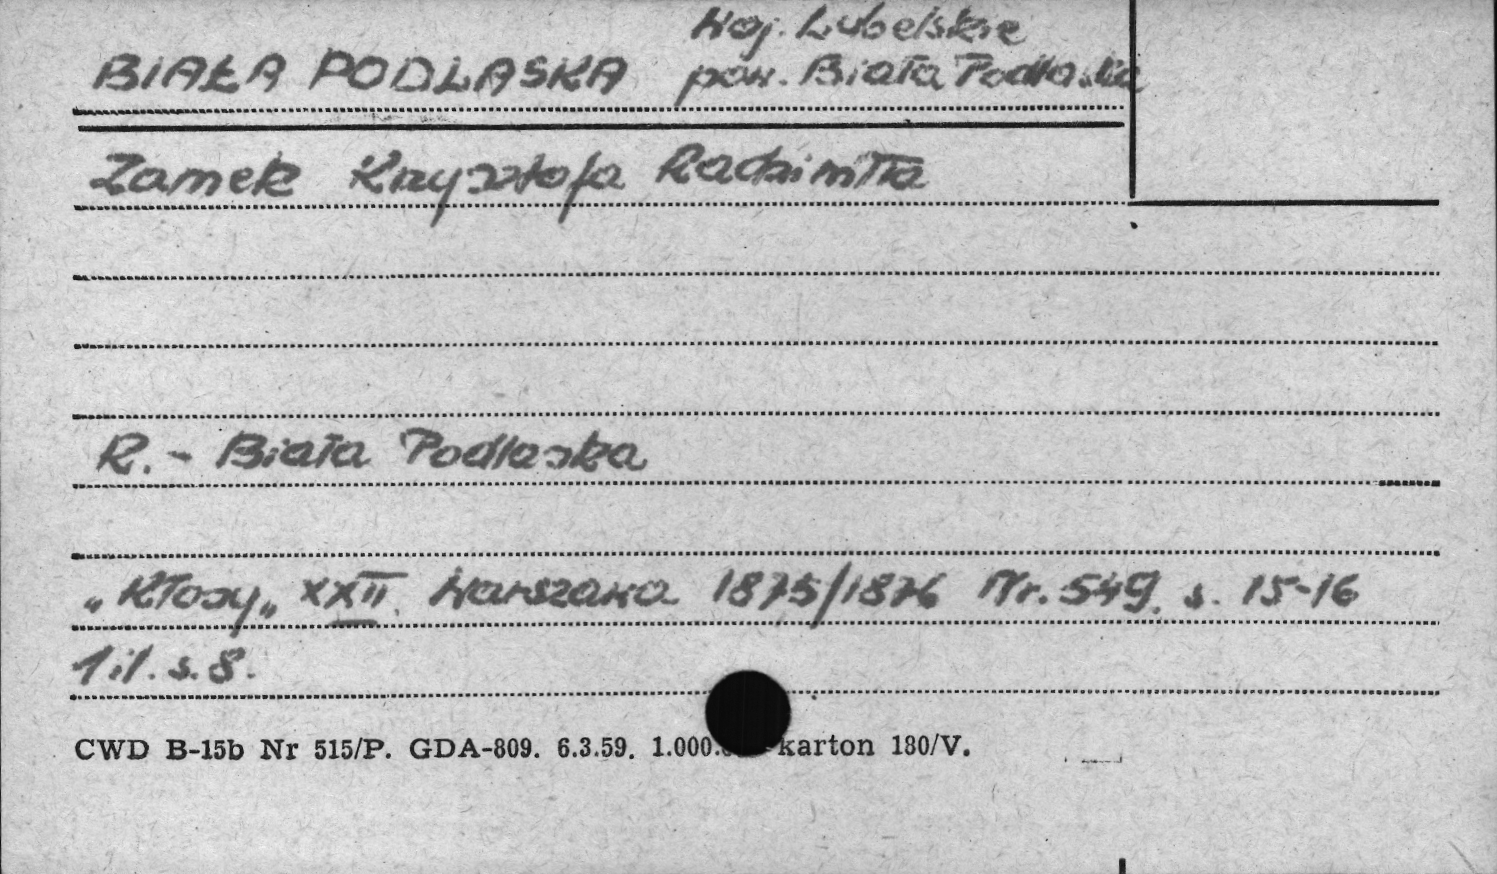 woj. Lubelskie
BIAŁA PODLASKA pow. Biała Podlaska
Zamek Krzysztofa Radziwiłła
R. - Biała Podlaska
„Kłosy„ XXII. Warszawa 1875/1876 Nr. 549. s. 15-16
1 il. s. 8.
CWD B-15b Nr 515/P. GDA-809. 6.3.59. 1.000. karton 180/V.